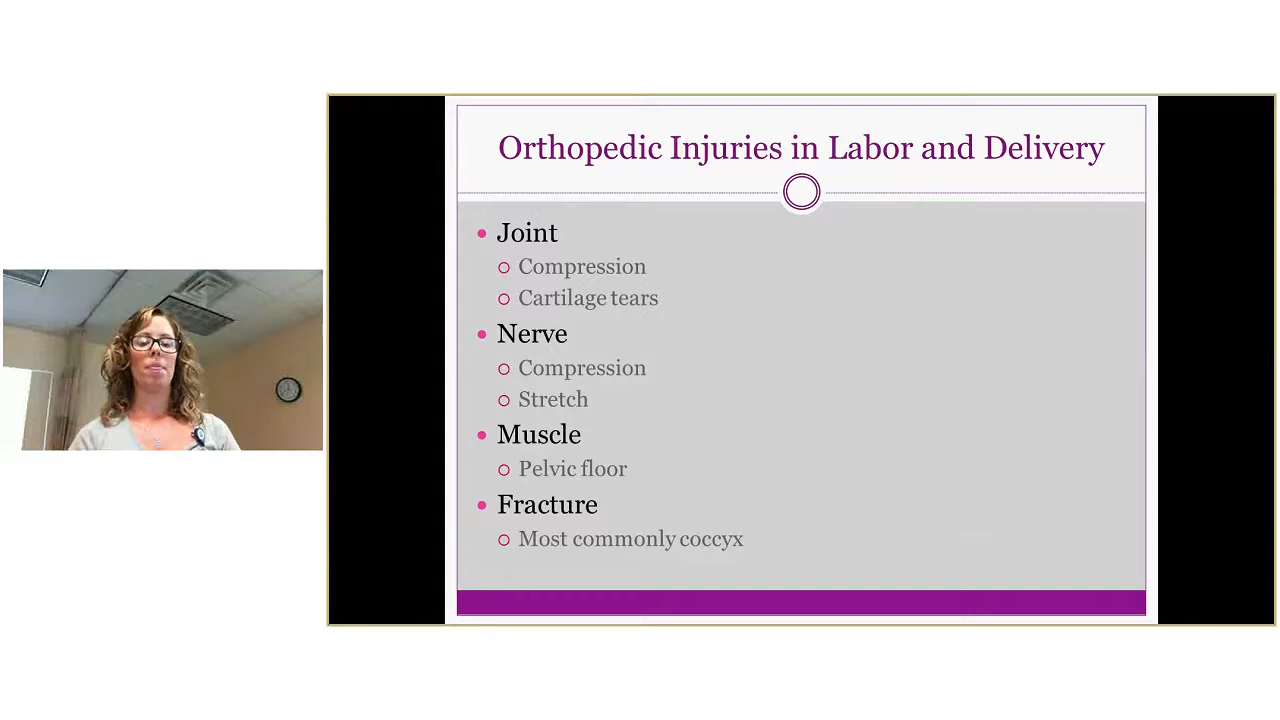 Orthopedic Injuries in Labor and Delivery
Joint
Compression
Cartilage tears
Nerve
Compression
Stretch
Muscle
Pelvic floor
Fracture
Most commonly coccyx